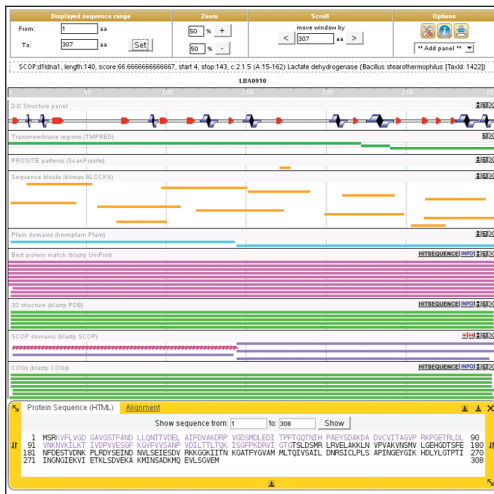 Displayed sequence range
Zoom
Scroll
Options
From: 1 aa
To: 307 aa Set
50 % +
50 % -
move window by
< 307 aa >
** Add panel **
SCOP:d1ldna1, length:140, score:66.6666666666667, start:4, stop:143, c.2.1.5 (A:15-162) Lactate dehydrogenase (Bacillus stearothermophilus [TaxId: 1422])
LBA0910
50 100 150 200 250
2-D Structure panel
Transmembrane regions (TMPRED)
PROSITE patterns (ScanProsite)
Sequence blocks (blimps BLOCKS)
Pfam domains (hmmpfam Pfam)
Best protein match (blastp UniProt) HITSEQUENCE INFO
3D structure (blastp PDB) HITSEQUENCE INFO
SCOP domains (blastp SCOP)
COGs (blastp COGs) HITSEQUENCE INFO
Protein Sequence (HTML) Alignment
Show sequence from: 1 to: 308 Show
1 MSRKVFLVGD GAVGSTFAND LLQNTTVDEL AIFDVAKDRP VGDSMDLEDI TPFTGQTNIH PAEYSDAKDA DVCVITAGVP RKPGETRLDL 90
91 VNKNVKILKT IVDPVVESGF KGVFVVSANP VDILTTLTQK ISGFPKDRVI GTGTSLDSMR LRVELAKKLN VPVAKVNSMV LGEHGDTSFE 180
181 NFDESTVDNK PLRDYSEIND NVLSEIESDV RKKGGKIITN KGATFYGVAM MLTQIVSAIL DNRSICLPLS APINGEYGIK HDLYLGTPTI 270
271 INGNGIEKVI ETKLSDVEKA KMINSADKMQ EVLSGVEM 308